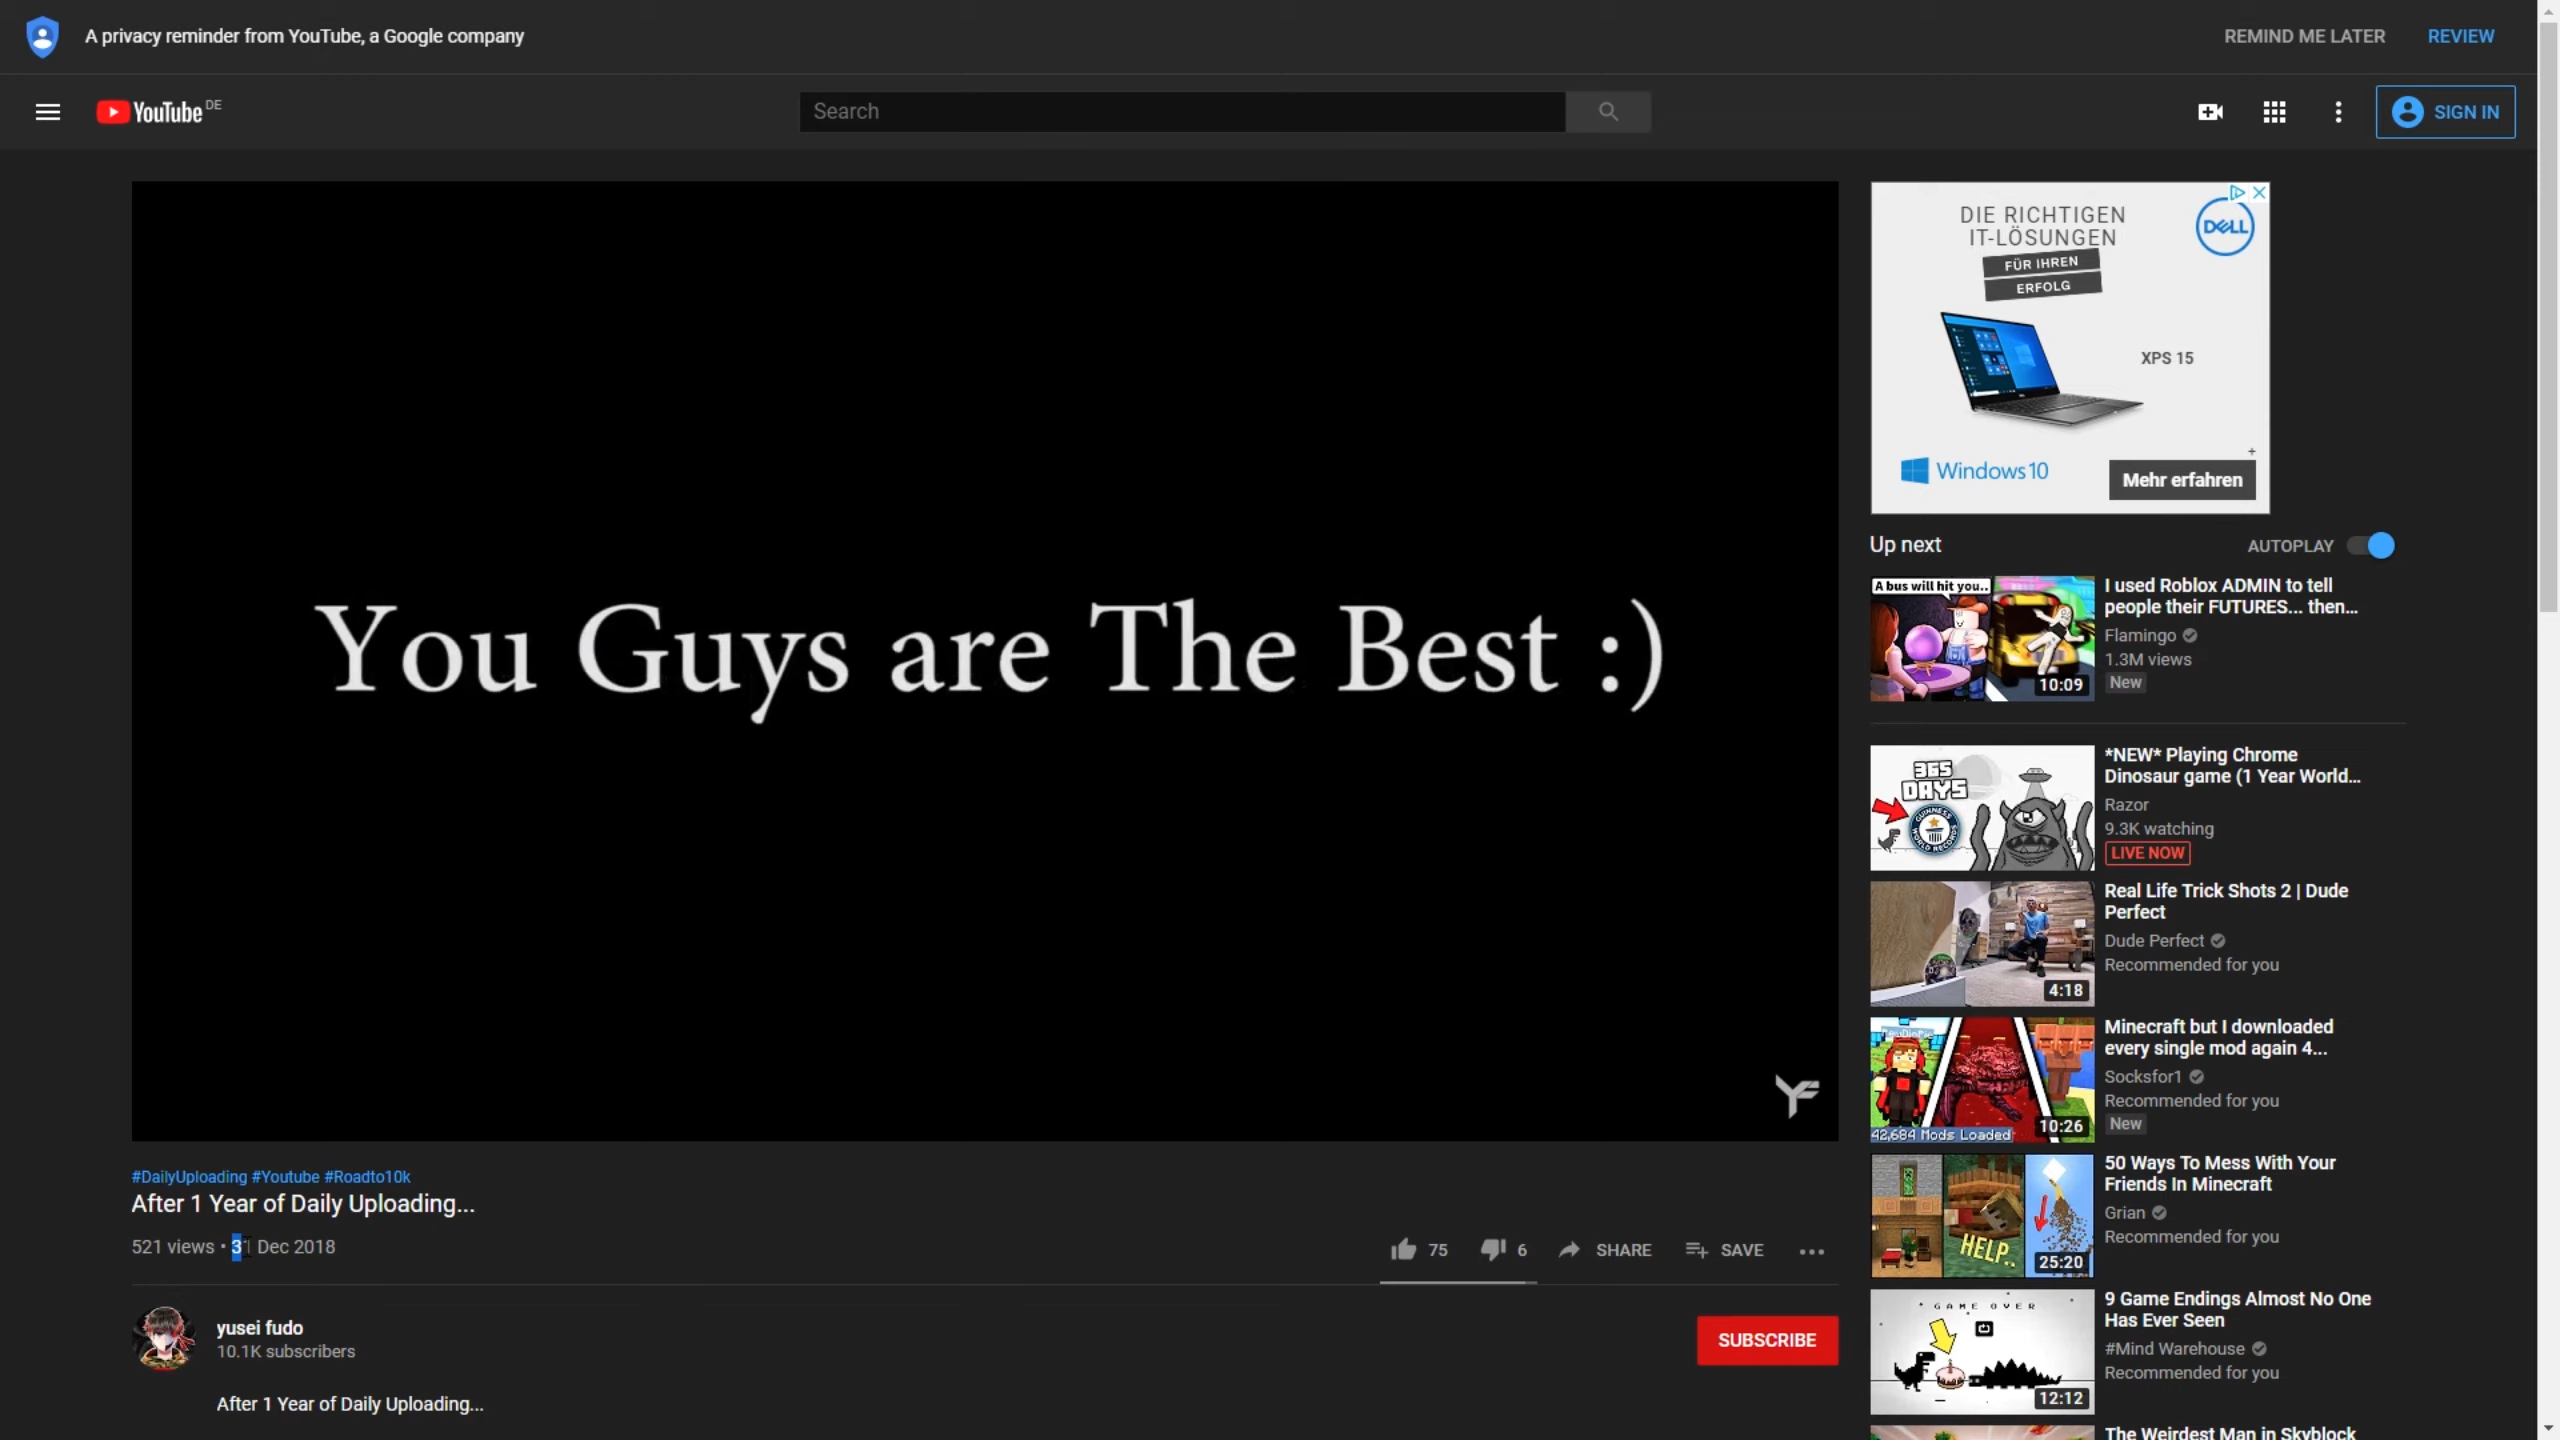 A privacy reminder from YouTube, a Google company
REMIND ME LATER
REVIEW
YouTube DE
Search
SIGN IN
You Guys are The Best :)
YF
#DailyUploading #Youtube #Roadto10k
After 1 Year of Daily Uploading...
521 views • 31 Dec 2018
75
6
SHARE
SAVE
yusei fudo
10.1K subscribers
SUBSCRIBE
After 1 Year of Daily Uploading...
DIE RICHTIGEN
IT-LÖSUNGEN
FÜR IHREN
ERFOLG
DELL
XPS 15
Windows 10
Mehr erfahren
Up next
AUTOPLAY
A bus will hit you..
10:09
I used Roblox ADMIN to tell
people their FUTURES... then...
Flamingo
1.3M views
New
365
DAYS
*NEW* Playing Chrome
Dinosaur game (1 Year World...
Razor
9.3K watching
LIVE NOW
4:18
Real Life Trick Shots 2 | Dude
Perfect
Dude Perfect
Recommended for you
42,684 Mods Loaded
10:26
Minecraft but I downloaded
every single mod again 4...
Socksfor1
Recommended for you
New
HELP..
25:20
50 Ways To Mess With Your
Friends In Minecraft
Grian
Recommended for you
GAME OVER
12:12
9 Game Endings Almost No One
Has Ever Seen
#Mind Warehouse
Recommended for you
The Weirdest Man in Skyblock